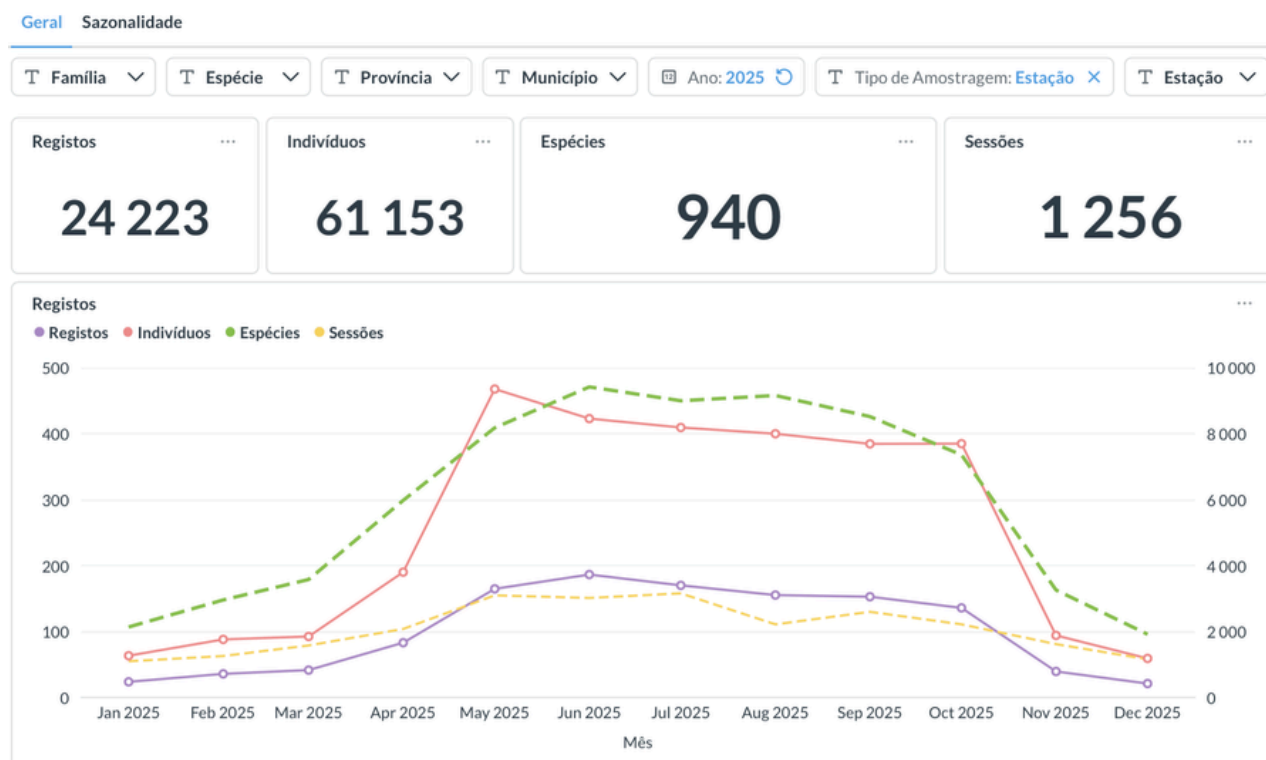 Geral Sazonalidade
T Família T Espécie T Província T Município 12 Ano: 2025 T Tipo de Amostragem: Estação × T Estação
Registos ... Indivíduos ... Espécies ... Sessões ...
24 223 61 153 940 1 256
Registos ...
Registos Indivíduos Espécies Sessões
500 10 000
400 8 000
300 6 000
200 4 000
100 2 000
0 0
Jan 2025 Feb 2025 Mar 2025 Apr 2025 May 2025 Jun 2025 Jul 2025 Aug 2025 Sep 2025 Oct 2025 Nov 2025 Dec 2025
Mês